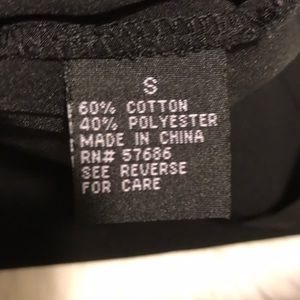 S
60% COTTON
40% POLYESTER
MADE IN CHINA
RN# 57686
SEE REVERSE
FOR CARE